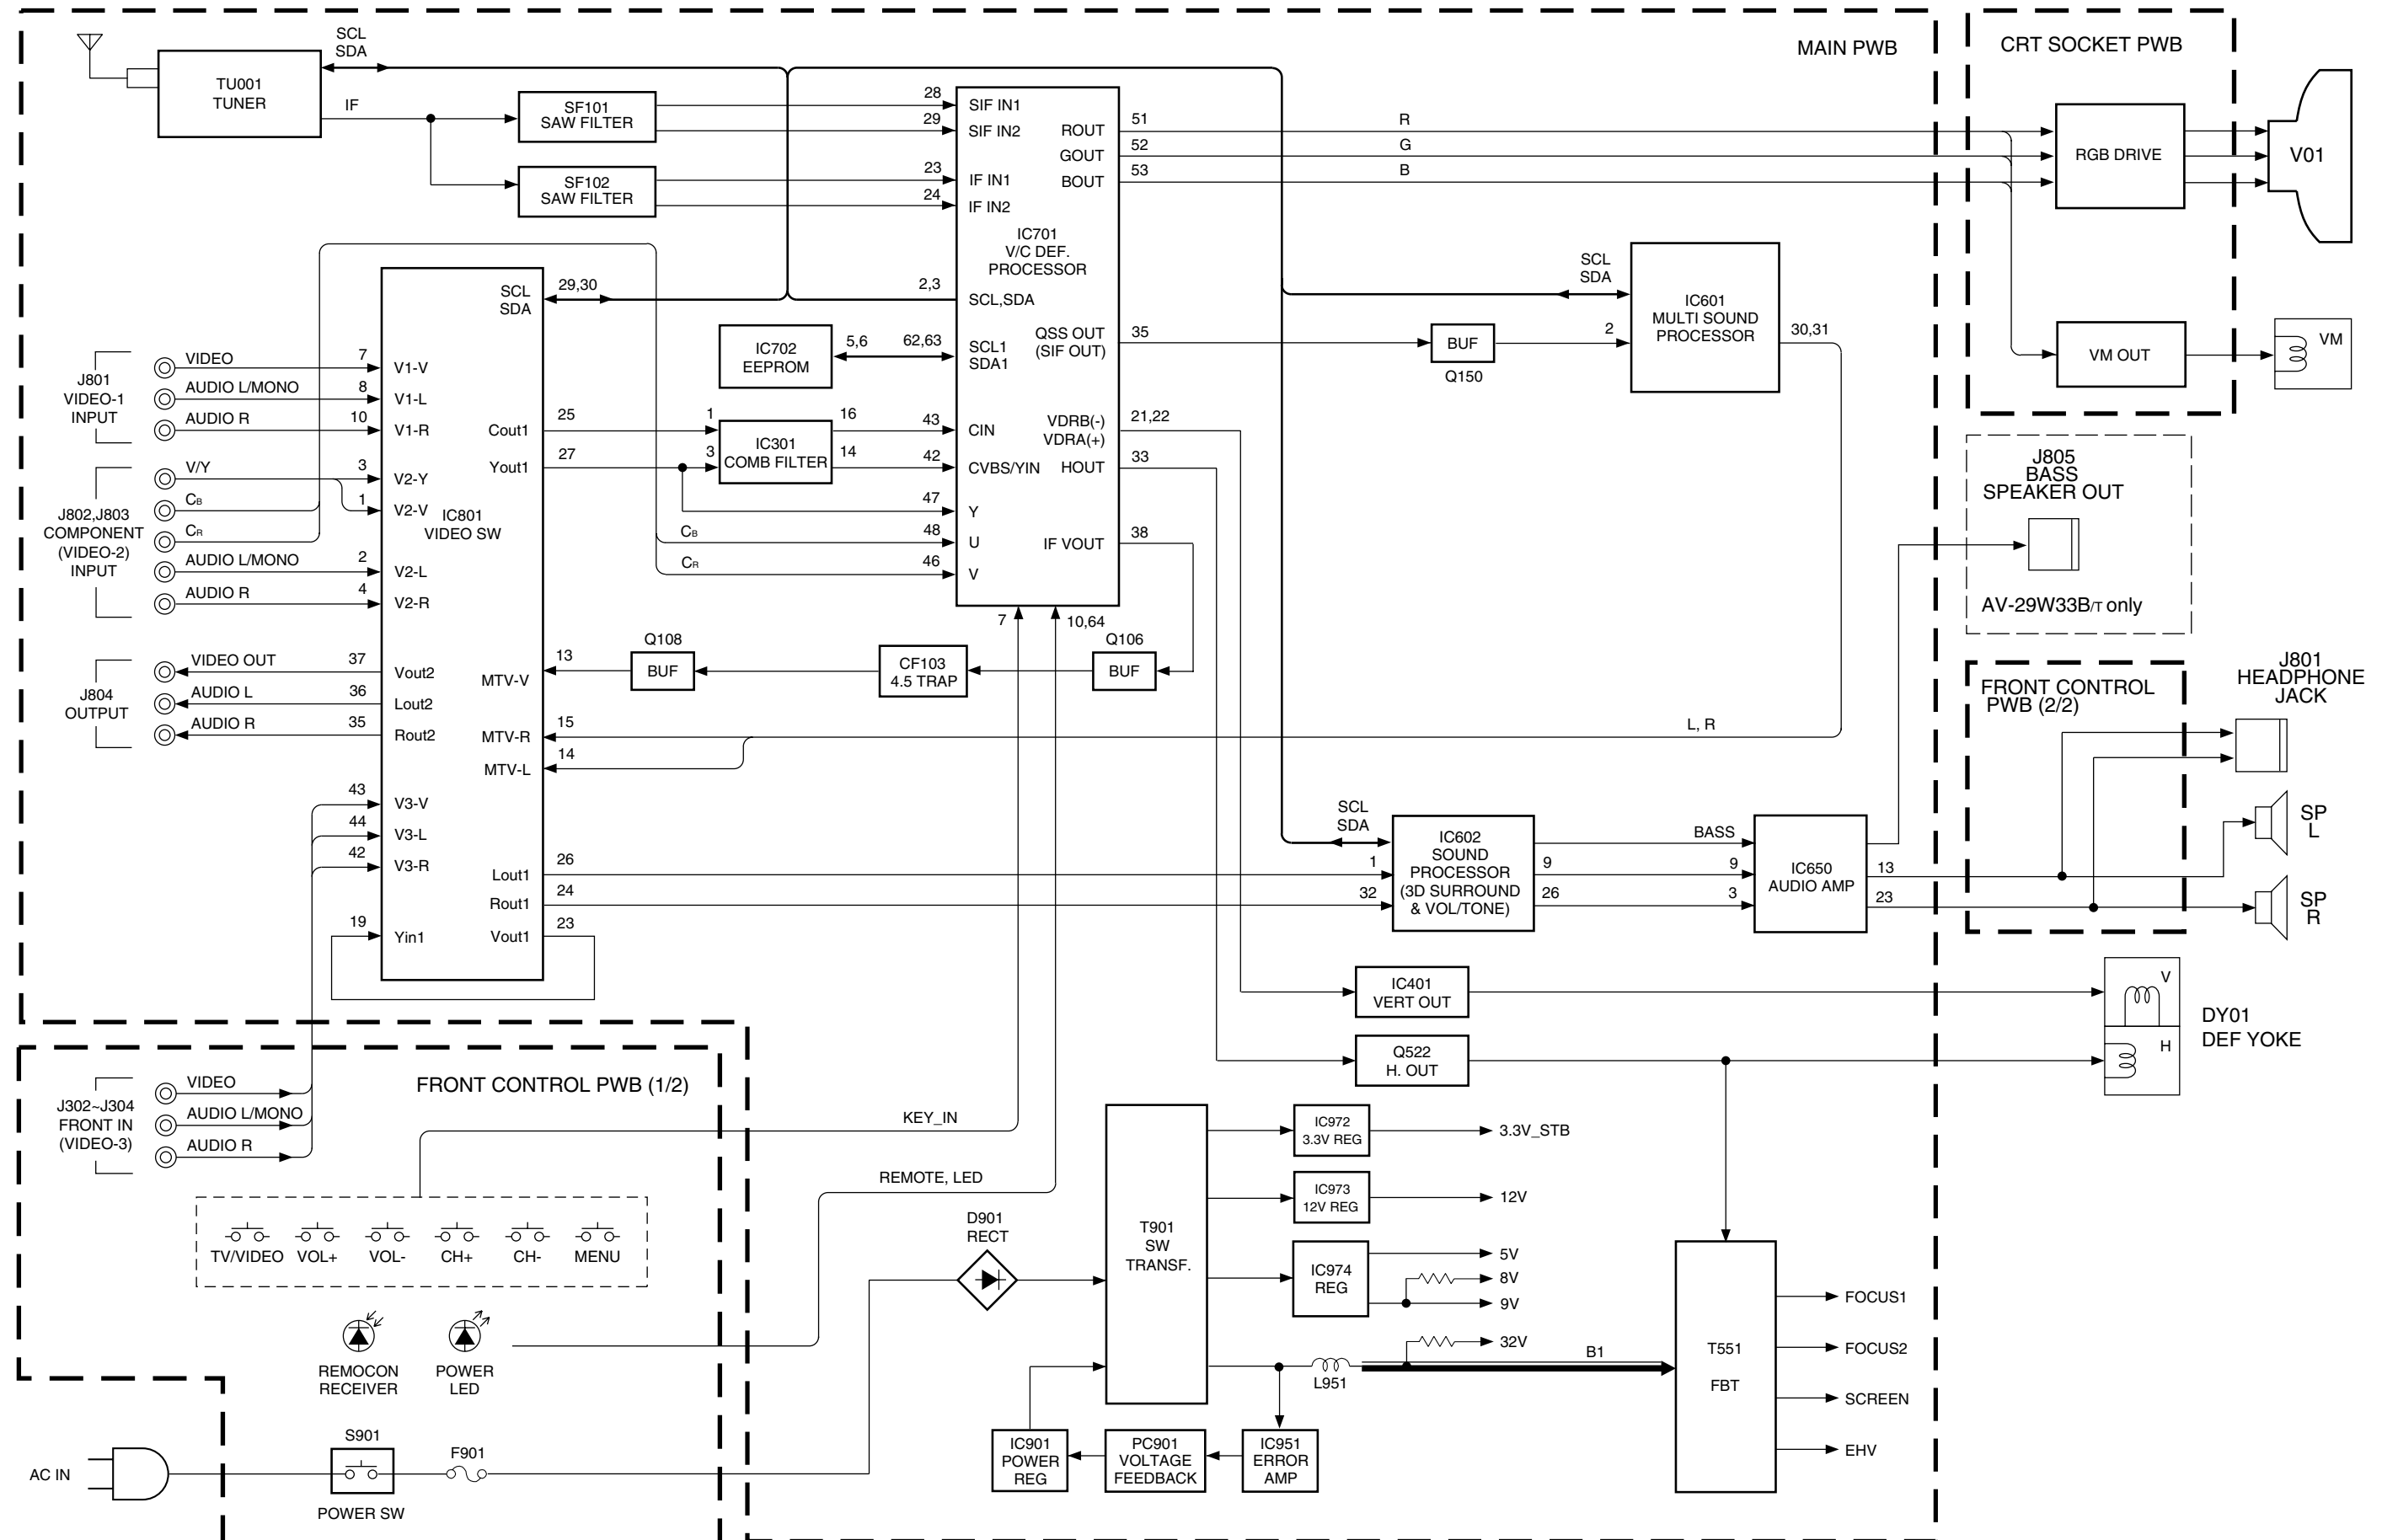 MAIN PWB
CRT SOCKET PWB
SCL
SDA
TU001
TUNER
IF
SF101
SAW FILTER
SF102
SAW FILTER
28
29
23
24
SIF IN1
SIF IN2
IF IN1
IF IN2
ROUT
GOUT
BOUT
51
52
53
R
G
B
RGB DRIVE
V01
IC701
V/C DEF.
PROCESSOR
2,3
SCL,SDA
SCL
SDA
29,30
IC702
EEPROM
5,6
62,63
SCL1
SDA1
QSS OUT
(SIF OUT)
35
BUF
Q150
2
SCL
SDA
IC601
MULTI SOUND
PROCESSOR
30,31
VM OUT
VM
J801
VIDEO-1
INPUT
VIDEO
AUDIO L/MONO
AUDIO R
7
8
10
V1-V
V1-L
V1-R
Cout1
Yout1
25
27
1
3
IC301
COMB FILTER
16
14
43
42
CIN
CVBS/YIN
VDRB(-)
VDRA(+)
HOUT
21,22
33
J802,J803
COMPONENT
(VIDEO-2)
INPUT
V/Y
CB
CR
AUDIO L/MONO
AUDIO R
3
1
2
4
V2-Y
V2-V
V2-L
V2-R
IC801
VIDEO SW
CB
CR
47
48
46
Y
U
V
IF VOUT
38
7
10,64
J805
BASS
SPEAKER OUT
AV-29W33B/T only
J804
OUTPUT
VIDEO OUT
AUDIO L
AUDIO R
37
36
35
Vout2
Lout2
Rout2
MTV-V
MTV-R
MTV-L
13
15
14
Q108
BUF
CF103
4.5 TRAP
Q106
BUF
L, R
FRONT CONTROL
PWB (2/2)
J801
HEADPHONE
JACK
43
44
42
19
V3-V
V3-L
V3-R
Yin1
Lout1
Rout1
Vout1
26
24
23
SCL
SDA
1
32
IC602
SOUND
PROCESSOR
(3D SURROUND
& VOL/TONE)
BASS
9
26
9
3
IC650
AUDIO AMP
13
23
SP
L
SP
R
IC401
VERT OUT
Q522
H. OUT
V
H
DY01
DEF YOKE
FRONT CONTROL PWB (1/2)
J302~J304
FRONT IN
(VIDEO-3)
VIDEO
AUDIO L/MONO
AUDIO R
KEY_IN
REMOTE, LED
TV/VIDEO
VOL+
VOL-
CH+
CH-
MENU
REMOCON
RECEIVER
POWER
LED
D901
RECT
T901
SW
TRANSF.
IC972
3.3V REG
3.3V_STB
IC973
12V REG
12V
IC974
REG
5V
8V
9V
32V
L951
B1
T551
FBT
FOCUS1
FOCUS2
SCREEN
EHV
AC IN
S901
POWER SW
F901
IC901
POWER
REG
PC901
VOLTAGE
FEEDBACK
IC951
ERROR
AMP